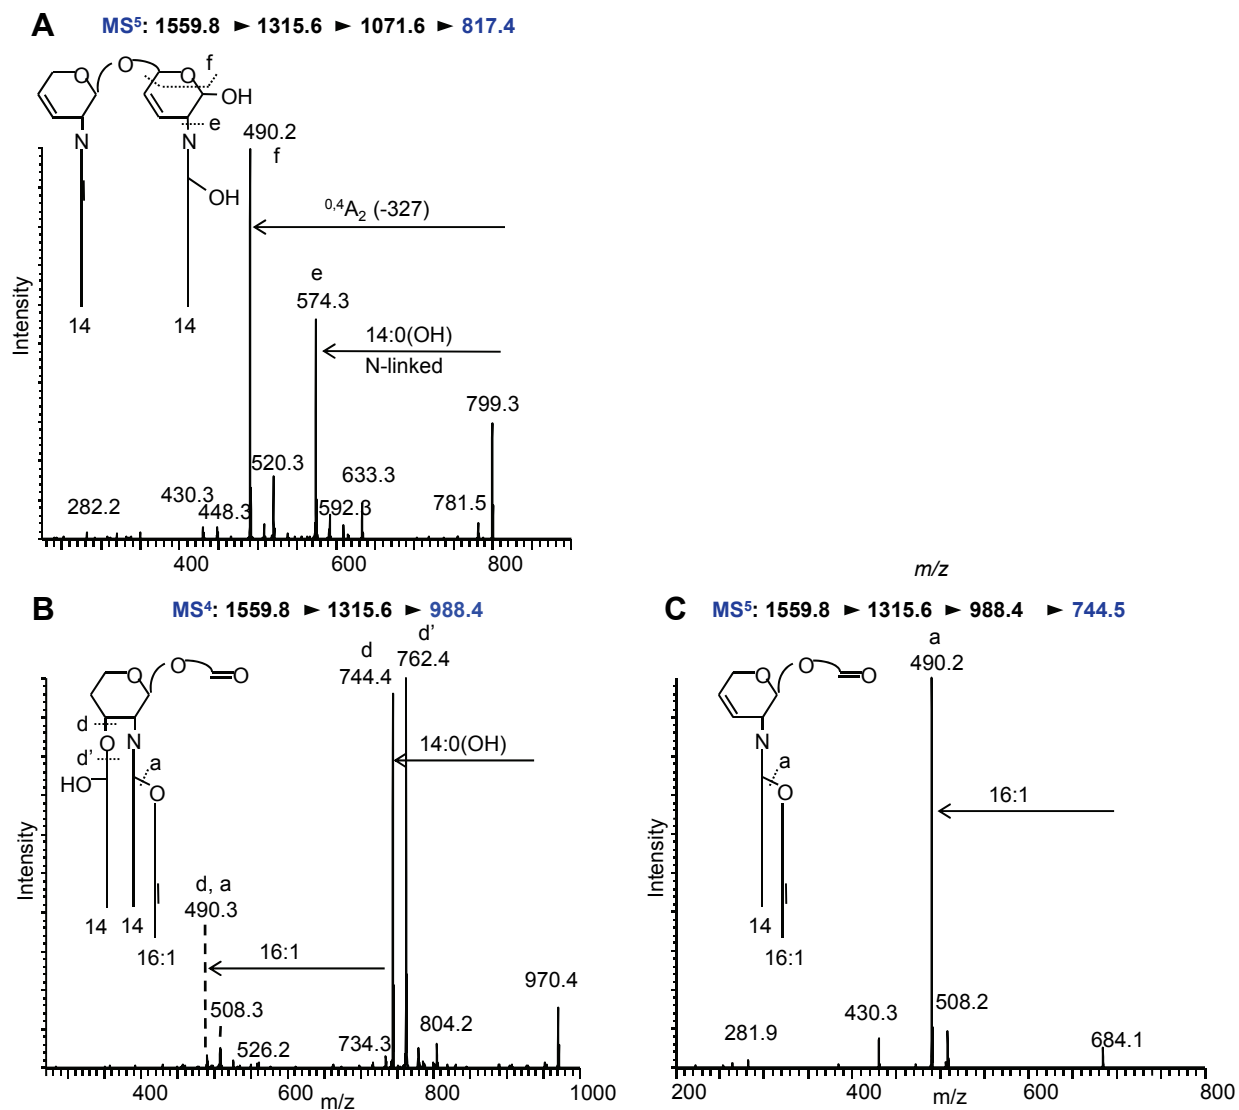 A
MS⁵: 1559.8 ► 1315.6 ► 1071.6 ► 817.4
O
O
O
f
OH
e
N
N
OH
14
14
490.2
f
⁰,⁴A₂ (-327)
e
574.3
14:0(OH)
N-linked
799.3
520.3
633.3
282.2
430.3
448.3
592.3
781.5
Intensity
400
600
800
m/z
B
MS⁴: 1559.8 ► 1315.6 ► 988.4
O
O
O
d
O
N
d'
a
HO
O
14
14
16:1
d
744.4
d'
762.4
14:0(OH)
d, a
490.3
16:1
508.3
526.2
734.3
804.2
970.4
Intensity
400
600
800
1000
m/z
C
MS⁵: 1559.8 ► 1315.6 ► 988.4 ► 744.5
O
O
O
N
a
O
14
16:1
a
490.2
16:1
281.9
430.3
508.2
684.1
Intensity
200
400
600
800
m/z